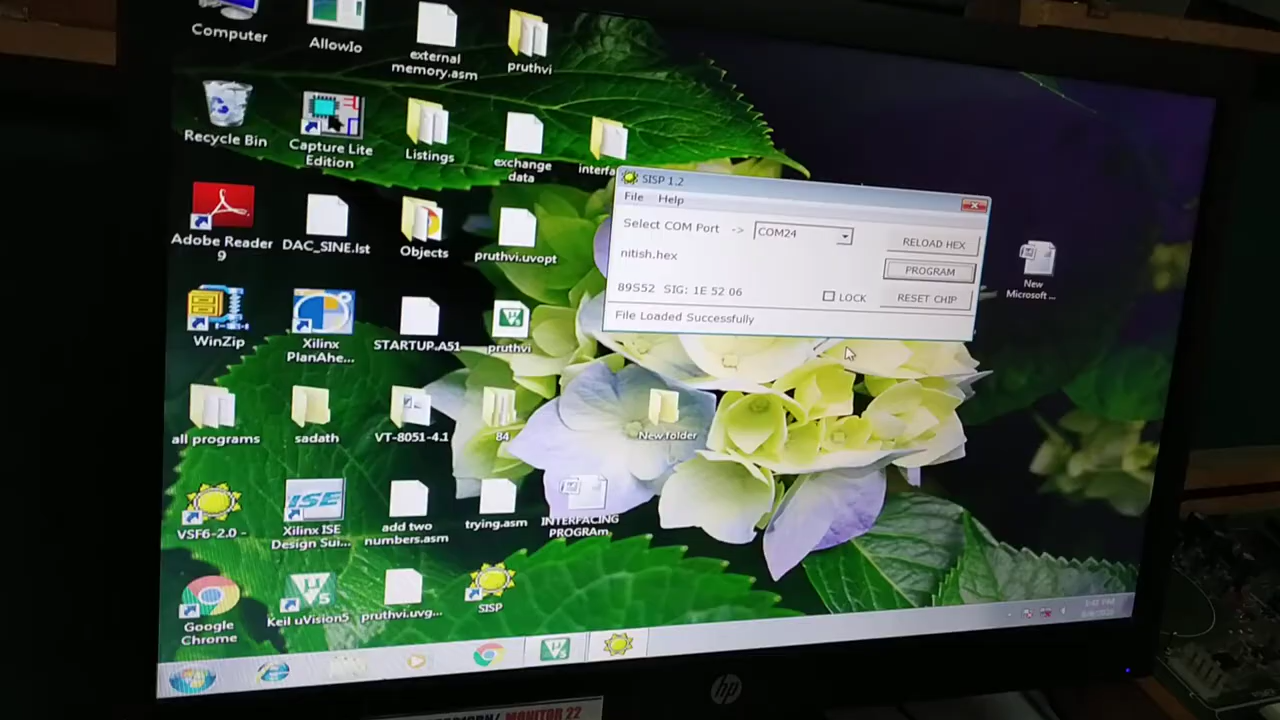 Computer
AllowIo
external
memory.asm
pruthvi
Recycle Bin
Capture Lite
Edition
Listings
exchange
data
interfa
Adobe Reader
9
DAC_SINE.lst
Objects
pruthvi.uvopt
WinZip
Xilinx
PlanAhe...
STARTUP.A51
pruthvi
all programs
sadath
VT-8051-4.1
84
New folder
VSF6-2.0 -
ISE
Xilinx ISE
Design Sui...
add two
numbers.asm
trying.asm
INTERFACING
PROGRAm
Google
Chrome
Keil uVision5
pruthvi.uvg...
SISP
New
Microsoft ...
SISP 1.2
File Help
Select COM Port -> COM24
RELOAD HEX
nitish.hex
PROGRAM
89S52 SIG: 1E 52 06
LOCK
RESET CHIP
File Loaded Successfully
hp
MONITOR 22